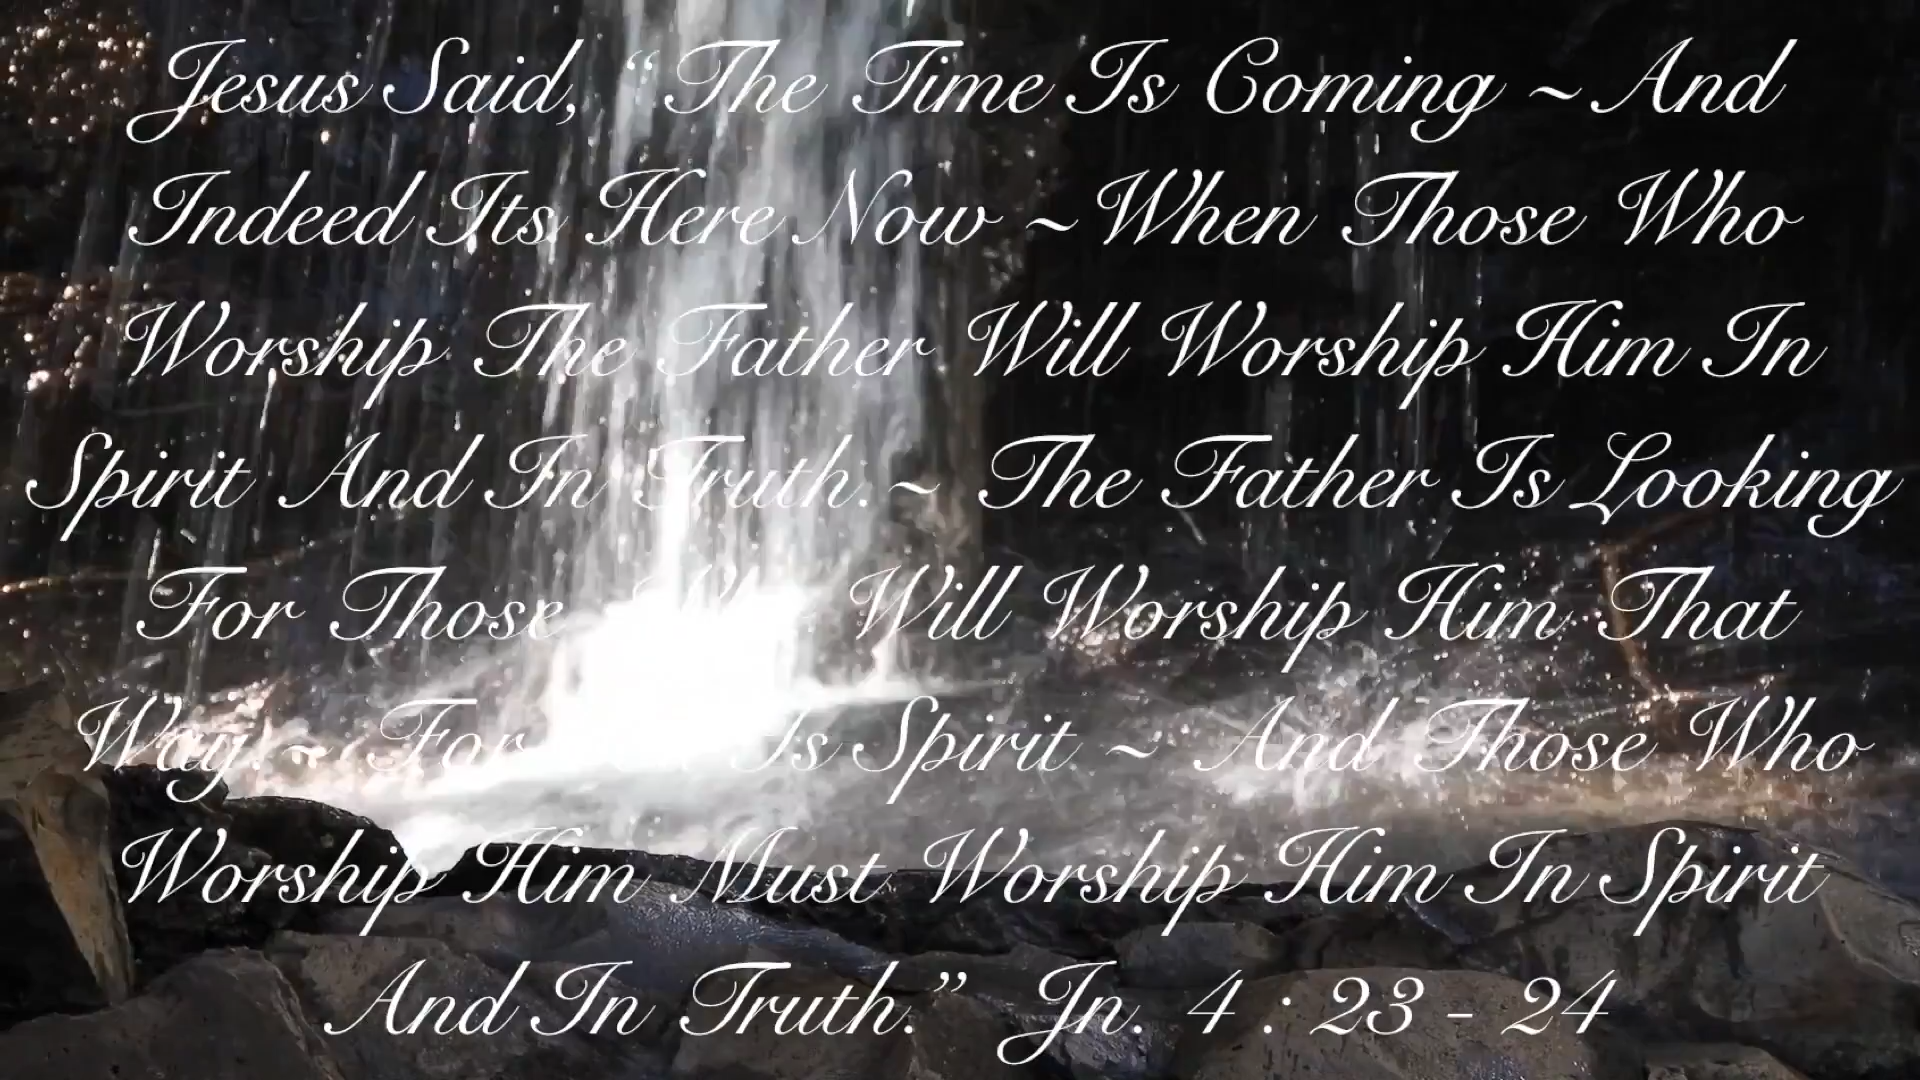 Jesus Said, “The Time Is Coming ~ And
Indeed Its Here Now ~ When Those Who
Worship The Father Will Worship Him In
Spirit And In Truth. ~ The Father Is Looking
For Those Who Will Worship Him That
Way. ~ For Is Spirit ~ And Those Who
Worship Him Must Worship Him In Spirit
And In Truth.” Jn. 4 : 23 - 24